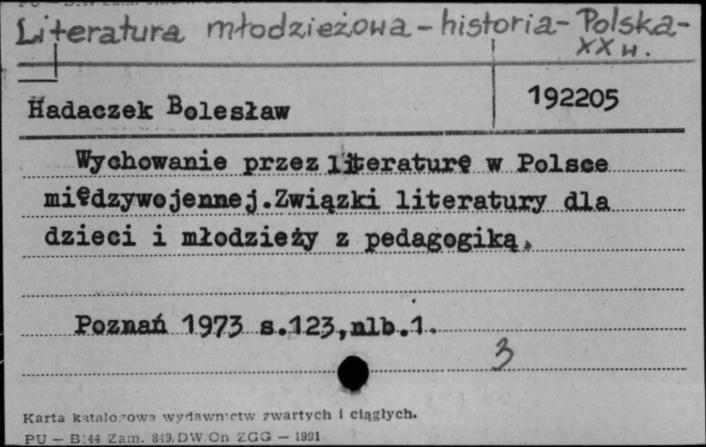 Literatura młodzieżowa - historia - Polska -
XX w.
Hadaczek Bolesław
192205
Wychowanie przez literaturę w Polsce
międzywojennej. Związki literatury dla
dzieci i młodzieży z pedagogiką.
Poznań 1973 s.123, nlb.1.
3
Karta katalogowa wydawnictw zwartych i ciągłych.
PU — B.44 Zam. 849 DW On ZGG — 1991